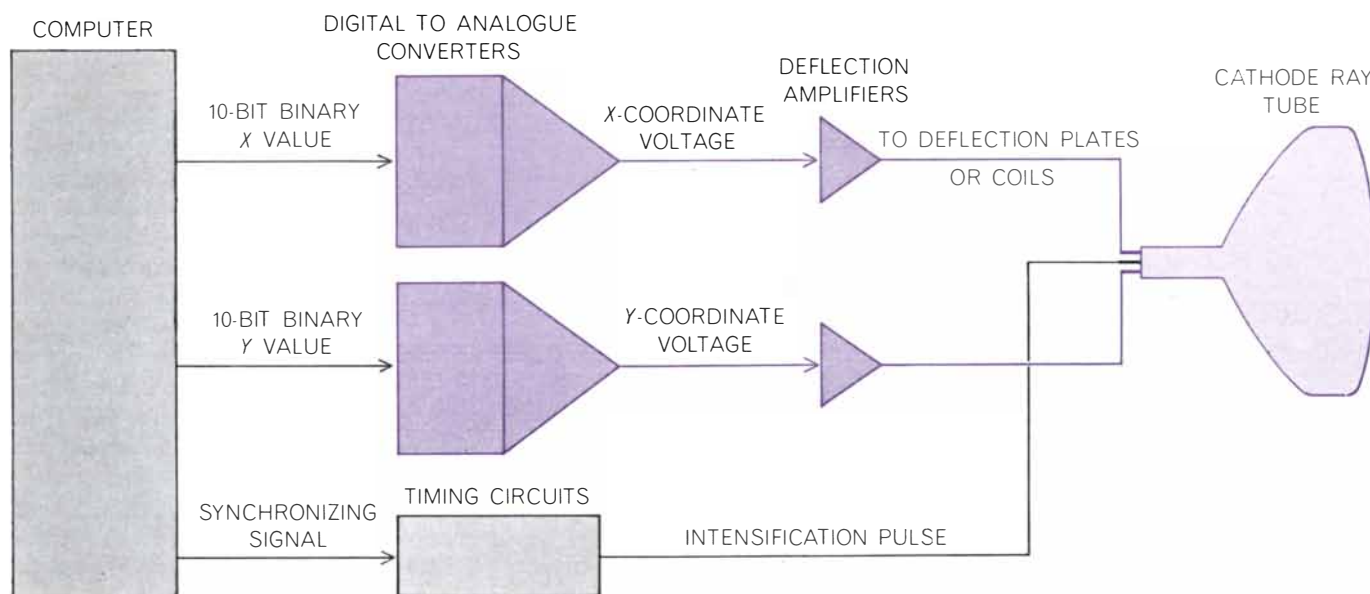 COMPUTER
DIGITAL TO ANALOGUE
CONVERTERS
DEFLECTION
AMPLIFIERS
CATHODE RAY
TUBE
10-BIT BINARY
X VALUE
X-COORDINATE
VOLTAGE
TO DEFLECTION PLATES
OR COILS
10-BIT BINARY
Y VALUE
Y-COORDINATE
VOLTAGE
SYNCHRONIZING
SIGNAL
TIMING CIRCUITS
INTENSIFICATION PULSE